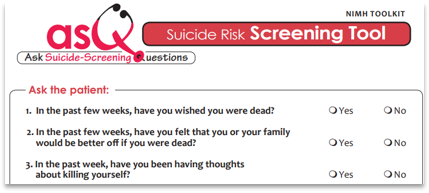 NIMH TOOLKIT
asQ
Suicide Risk Screening Tool
Ask Suicide-Screening Questions
Ask the patient:
1. In the past few weeks, have you wished you were dead? Yes No
2. In the past few weeks, have you felt that you or your family
would be better off if you were dead? Yes No
3. In the past week, have you been having thoughts
about killing yourself? Yes No